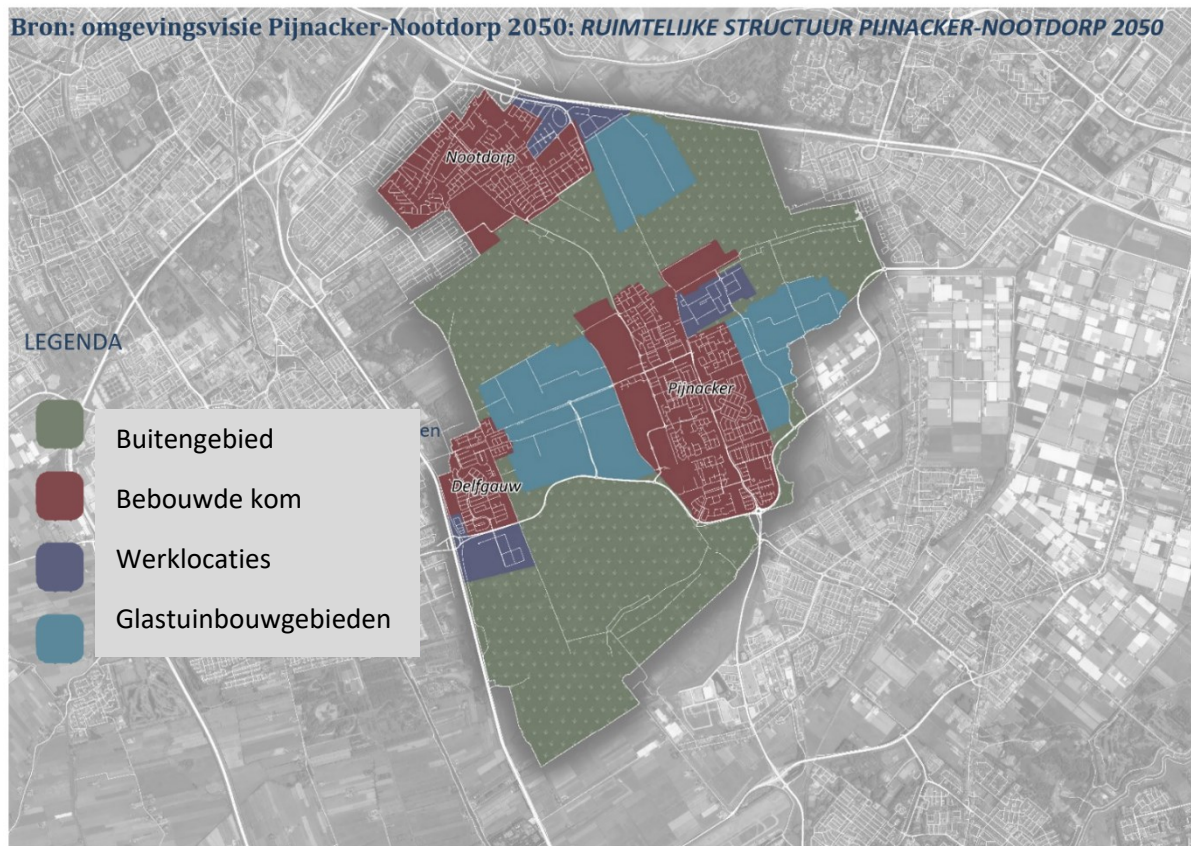 Bron: omgevingsvisie Pijnacker-Nootdorp 2050: RUIMTELIJKE STRUCTUUR PIJNACKER-NOOTDORP 2050
Nootdorp
LEGENDA
Pijnacker
en
Buitengebied
Delfgauw
Bebouwde kom
Werklocaties
Glastuinbouwgebieden